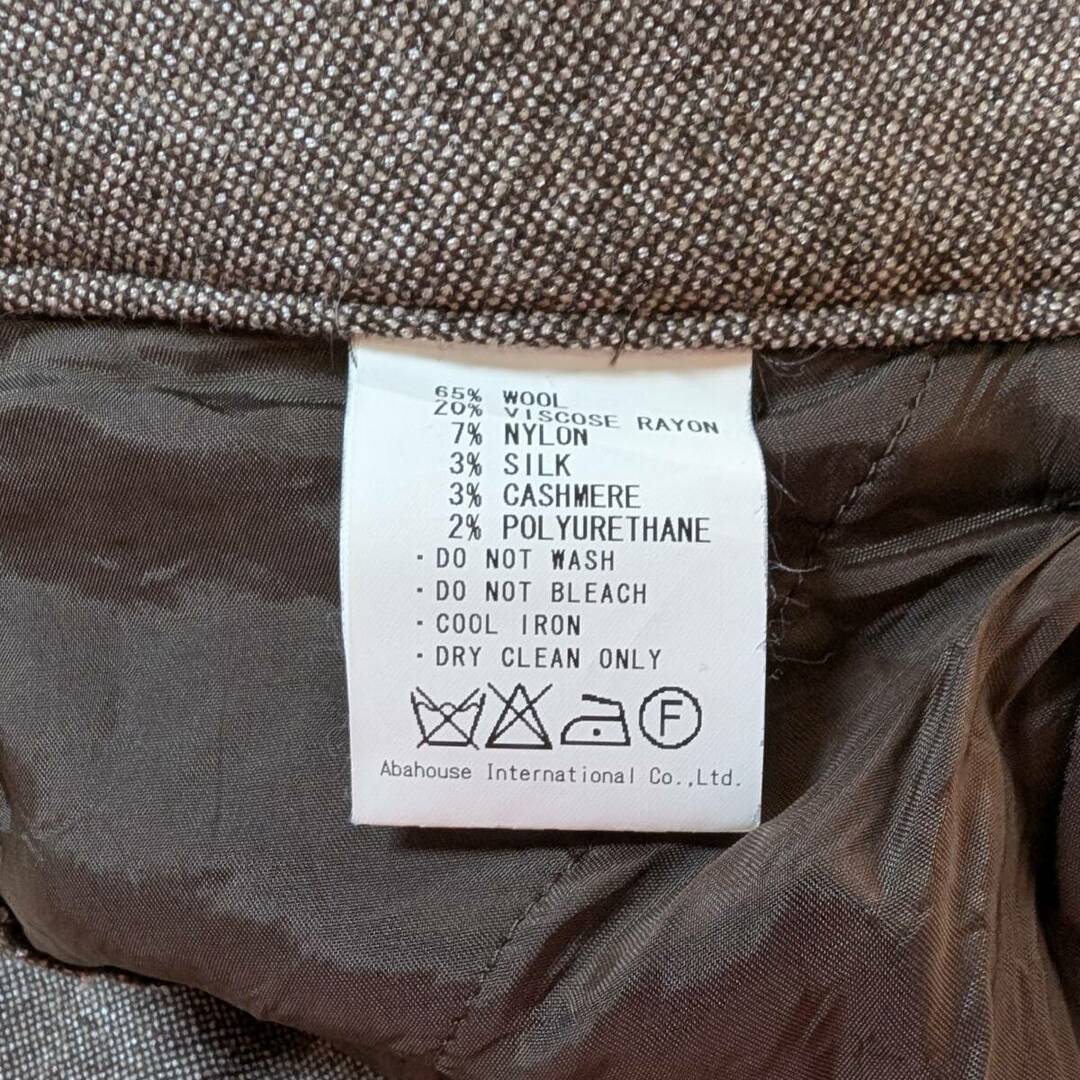 65% WOOL
20% VISCOSE RAYON
7% NYLON
3% SILK
3% CASHMERE
2% POLYURETHANE
・DO NOT WASH
・DO NOT BLEACH
・COOL IRON
・DRY CLEAN ONLY
F
Abahouse International Co.,Ltd.